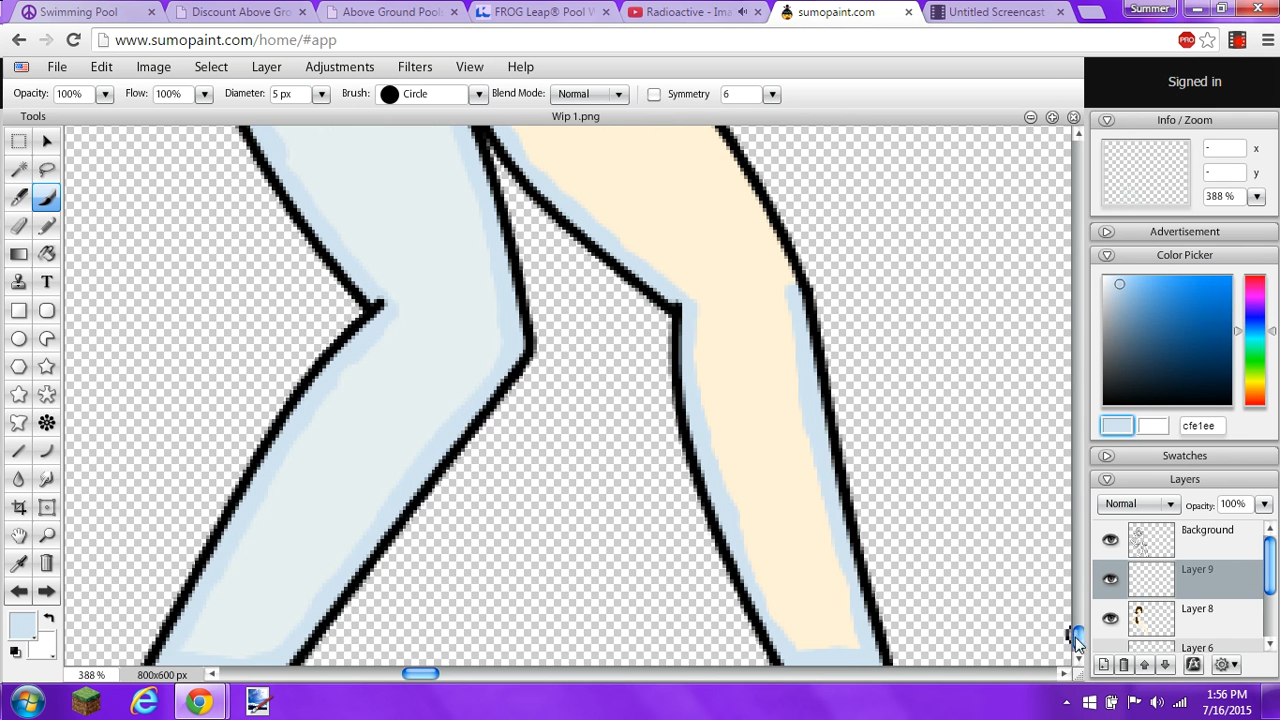 Swimming Pool
Discount Above Gro
Above Ground Pools
FROG Leap® Pool W
Radioactive - Ima
sumopaint.com
Untitled Screencast
Summer
www.sumopaint.com/home/#app
PRO
File Edit Image Select Layer Adjustments Filters View Help
Opacity: 100% Flow: 100% Diameter: 5 px Brush: Circle Blend Mode: Normal Symmetry 6
Signed in
Tools
Wip 1.png
Info / Zoom
- x
- y
388 %
Advertisement
Color Picker
cfe1ee
Swatches
Layers
Normal Opacity: 100%
Background
Layer 9
Layer 8
Layer 6
T
388 % 800x600 px
1:56 PM
7/16/2015